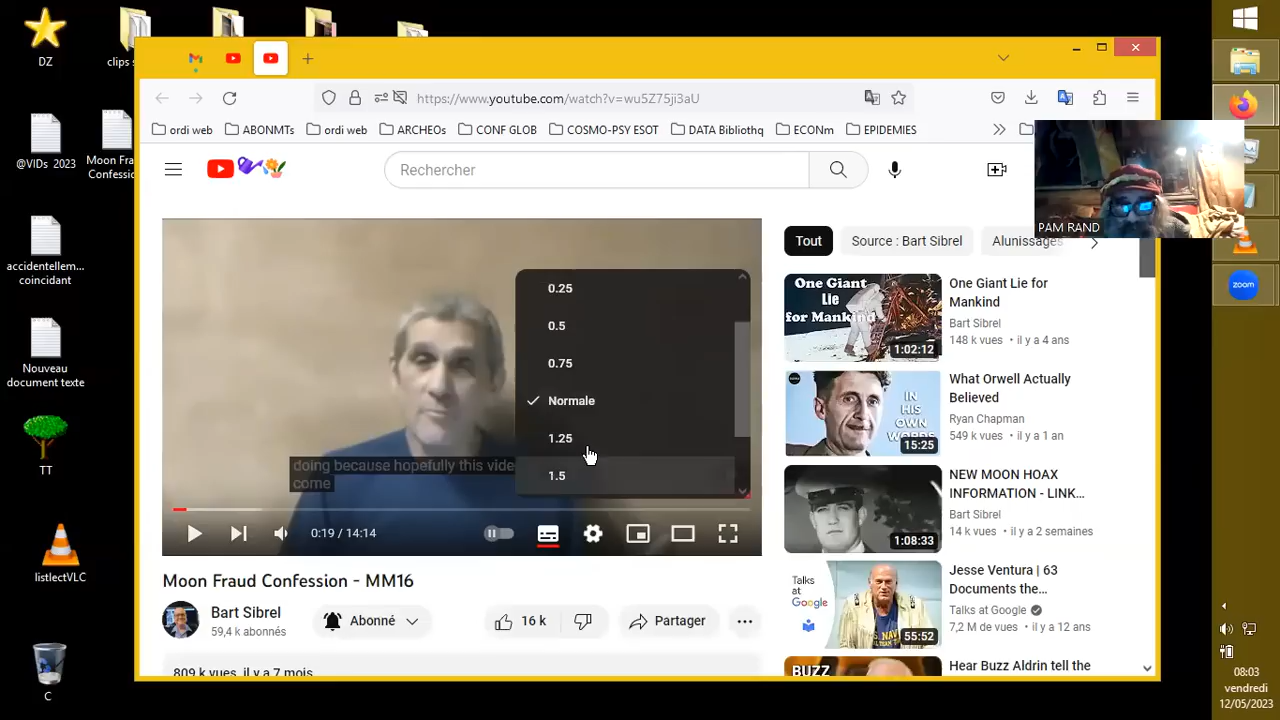 DZ
clips s
@VIDs 2023
Moon Fra
Confessio
accidentellem...
coincidant
Nouveau
document texte
TT
listlectVLC
C
https://www.youtube.com/watch?v=wu5Z75ji3aU
ordi web
ABONMTs
ordi web
ARCHEOs
CONF GLOB
COSMO-PSY ESOT
DATA Bibliothq
ECONm
EPIDEMIES
Rechercher
PAM RAND
0.25
0.5
0.75
Normale
1.25
1.5
doing because hopefully this vide
come
0:19 / 14:14
Moon Fraud Confession - MM16
Bart Sibrel
59,4 k abonnés
Abonné
16 k
Partager
809 k vues il y a 7 mois
Tout
Source : Bart Sibrel
Alunissages
One Giant
Lie
for Mankind
1:02:12
One Giant Lie for
Mankind
Bart Sibrel
148 k vues • il y a 4 ans
IN
HIS
OWN
WORDS
15:25
What Orwell Actually
Believed
Ryan Chapman
549 k vues • il y a 1 an
1:08:33
NEW MOON HOAX
INFORMATION - LINK...
Bart Sibrel
14 k vues • il y a 2 semaines
Talks
at
Google
55:52
Jesse Ventura | 63
Documents the...
Talks at Google
7,2 M de vues • il y a 12 ans
BUZZ
Hear Buzz Aldrin tell the
zoom
08:03
vendredi
12/05/2023